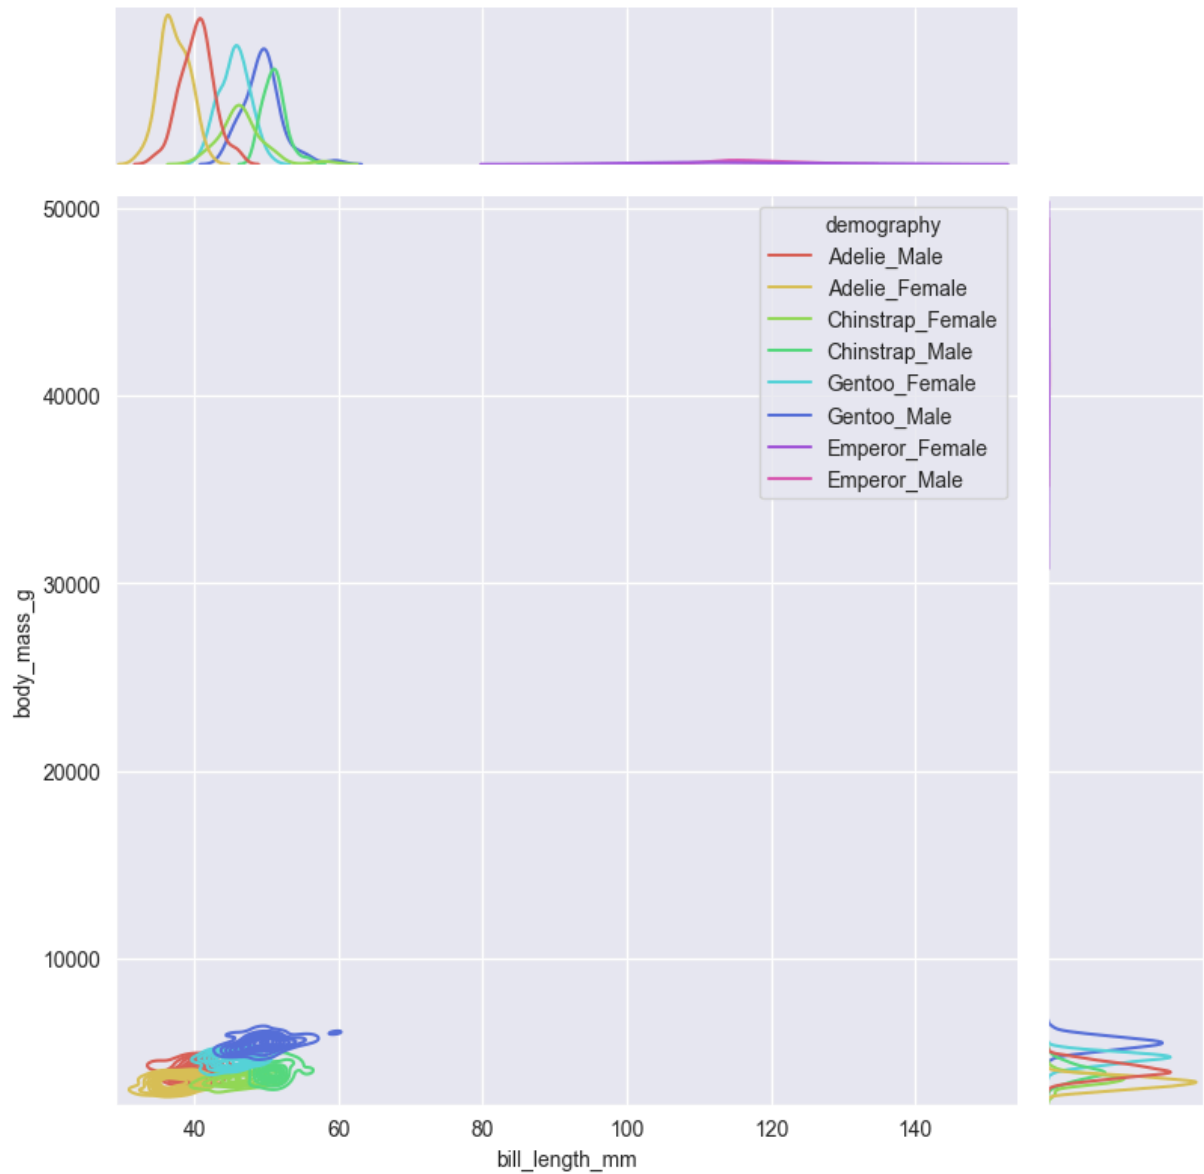 50000
40000
30000
20000
10000
body_mass_g
demography
Adelie_Male
Adelie_Female
Chinstrap_Female
Chinstrap_Male
Gentoo_Female
Gentoo_Male
Emperor_Female
Emperor_Male
40 60 80 100 120 140
bill_length_mm